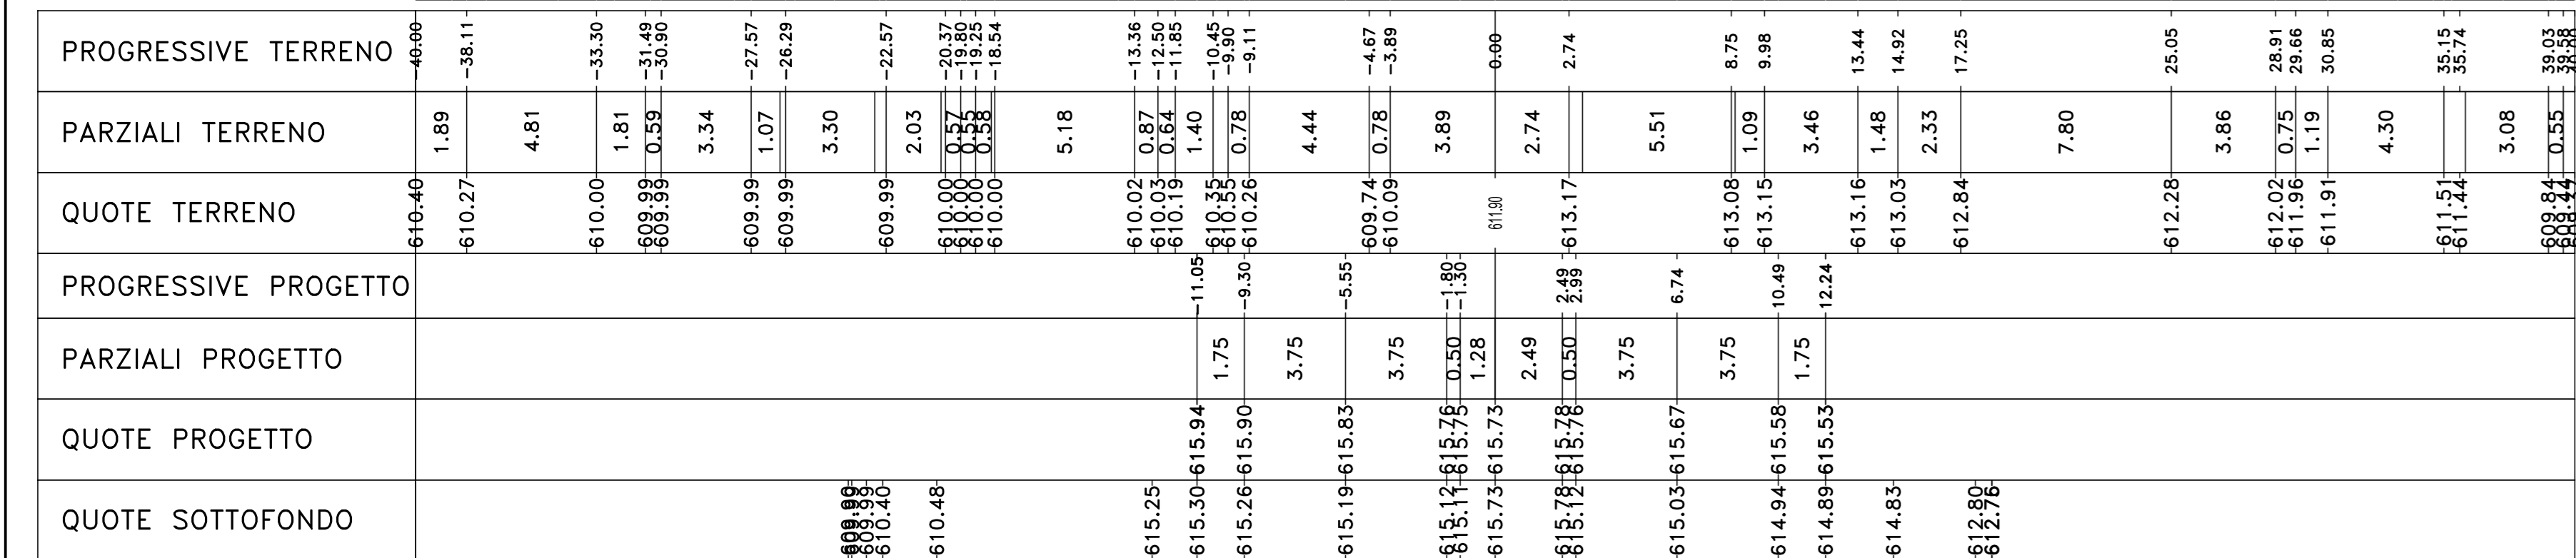 PROGRESSIVE TERRENO -40.00 -38.11 -33.30 -31.49 -30.90 -27.57 -26.29 -22.57 -20.37 -19.80 -19.25 -18.54 -13.36 -12.50 -11.85 -10.45 -9.90 -9.11 -4.67 -3.89 0.00 2.74 8.75 9.98 13.44 14.92 17.25 25.05 28.91 29.66 30.85 35.15 35.74 39.03 39.58
PARZIALI TERRENO 1.89 4.81 1.81 0.59 3.34 1.07 3.30 2.03 0.57 0.55 0.58 5.18 0.87 0.64 1.40 0.78 4.44 0.78 3.89 2.74 5.51 1.09 3.46 1.48 2.33 7.80 3.86 0.75 1.19 4.30 3.08 0.55
QUOTE TERRENO 610.40 610.27 610.00 609.99 609.99 609.99 609.99 609.99 610.00 610.00 610.00 610.00 610.02 610.03 610.19 610.35 610.55 610.26 609.74 610.09 611.90 613.17 613.08 613.15 613.16 613.03 612.84 612.28 612.02 611.96 611.91 611.51 611.44 609.84
PROGRESSIVE PROGETTO -11.05 -9.30 -5.55 -1.80 -1.30 2.49 2.99 6.74 10.49 12.24
PARZIALI PROGETTO 1.75 3.75 3.75 0.50 1.28 2.49 0.50 3.75 3.75 1.75
QUOTE PROGETTO 615.94 615.90 615.83 615.76 615.75 615.73 615.78 615.76 615.67 615.58 615.53
QUOTE SOTTOFONDO 609.99 610.40 610.48 615.25 615.30 615.26 615.19 615.12 615.11 615.73 615.78 615.12 615.03 614.94 614.89 614.83 612.80 612.76